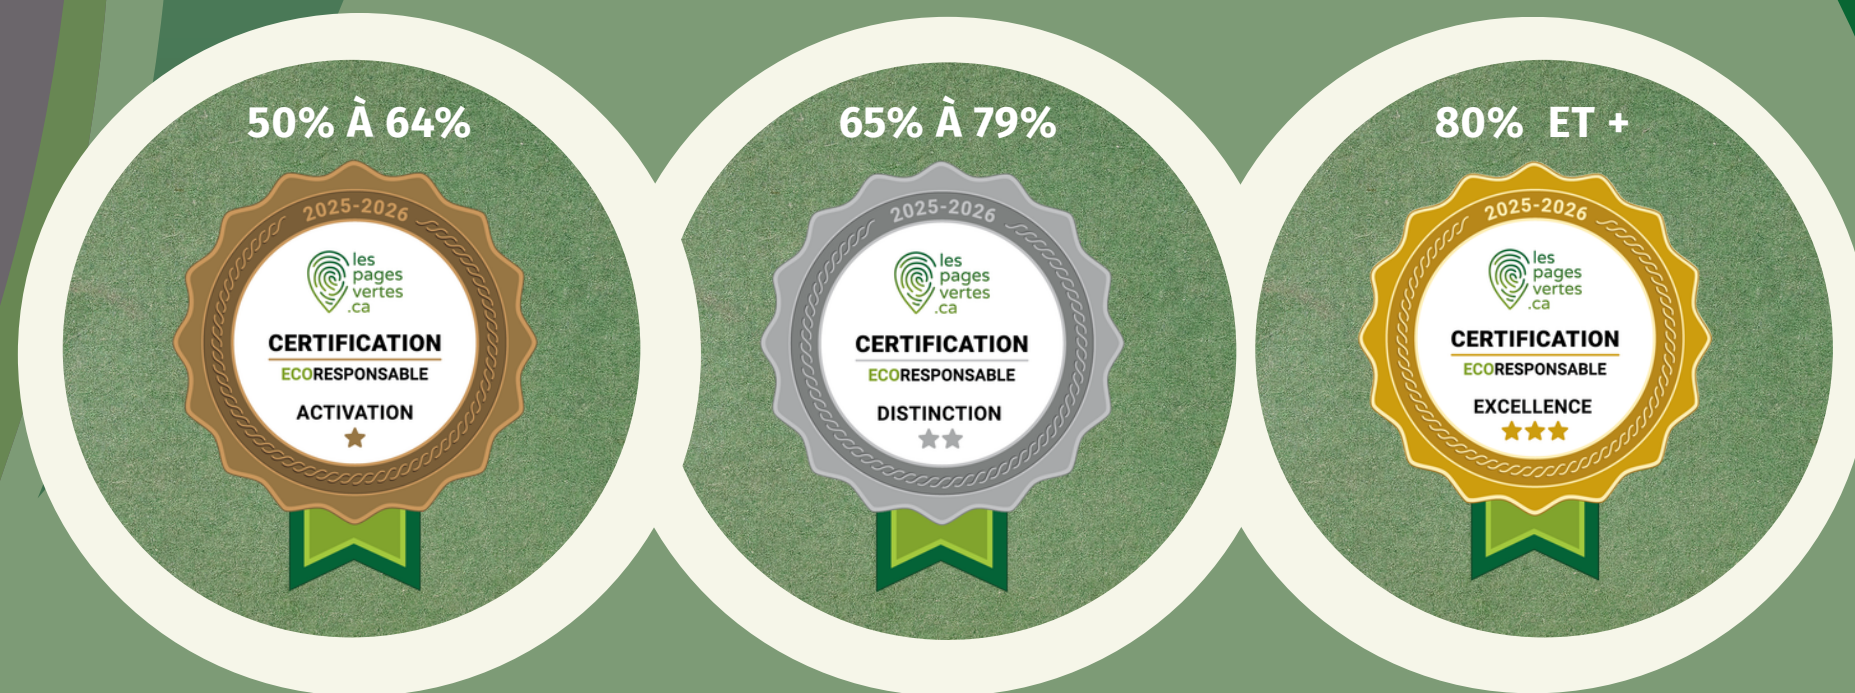 50% À 64%
2025-2026
les
pages
vertes
.ca
CERTIFICATION
ECORESPONSABLE
ACTIVATION
65% À 79%
2025-2026
les
pages
vertes
.ca
CERTIFICATION
ECORESPONSABLE
DISTINCTION
80% ET +
2025-2026
les
pages
vertes
.ca
CERTIFICATION
ECORESPONSABLE
EXCELLENCE